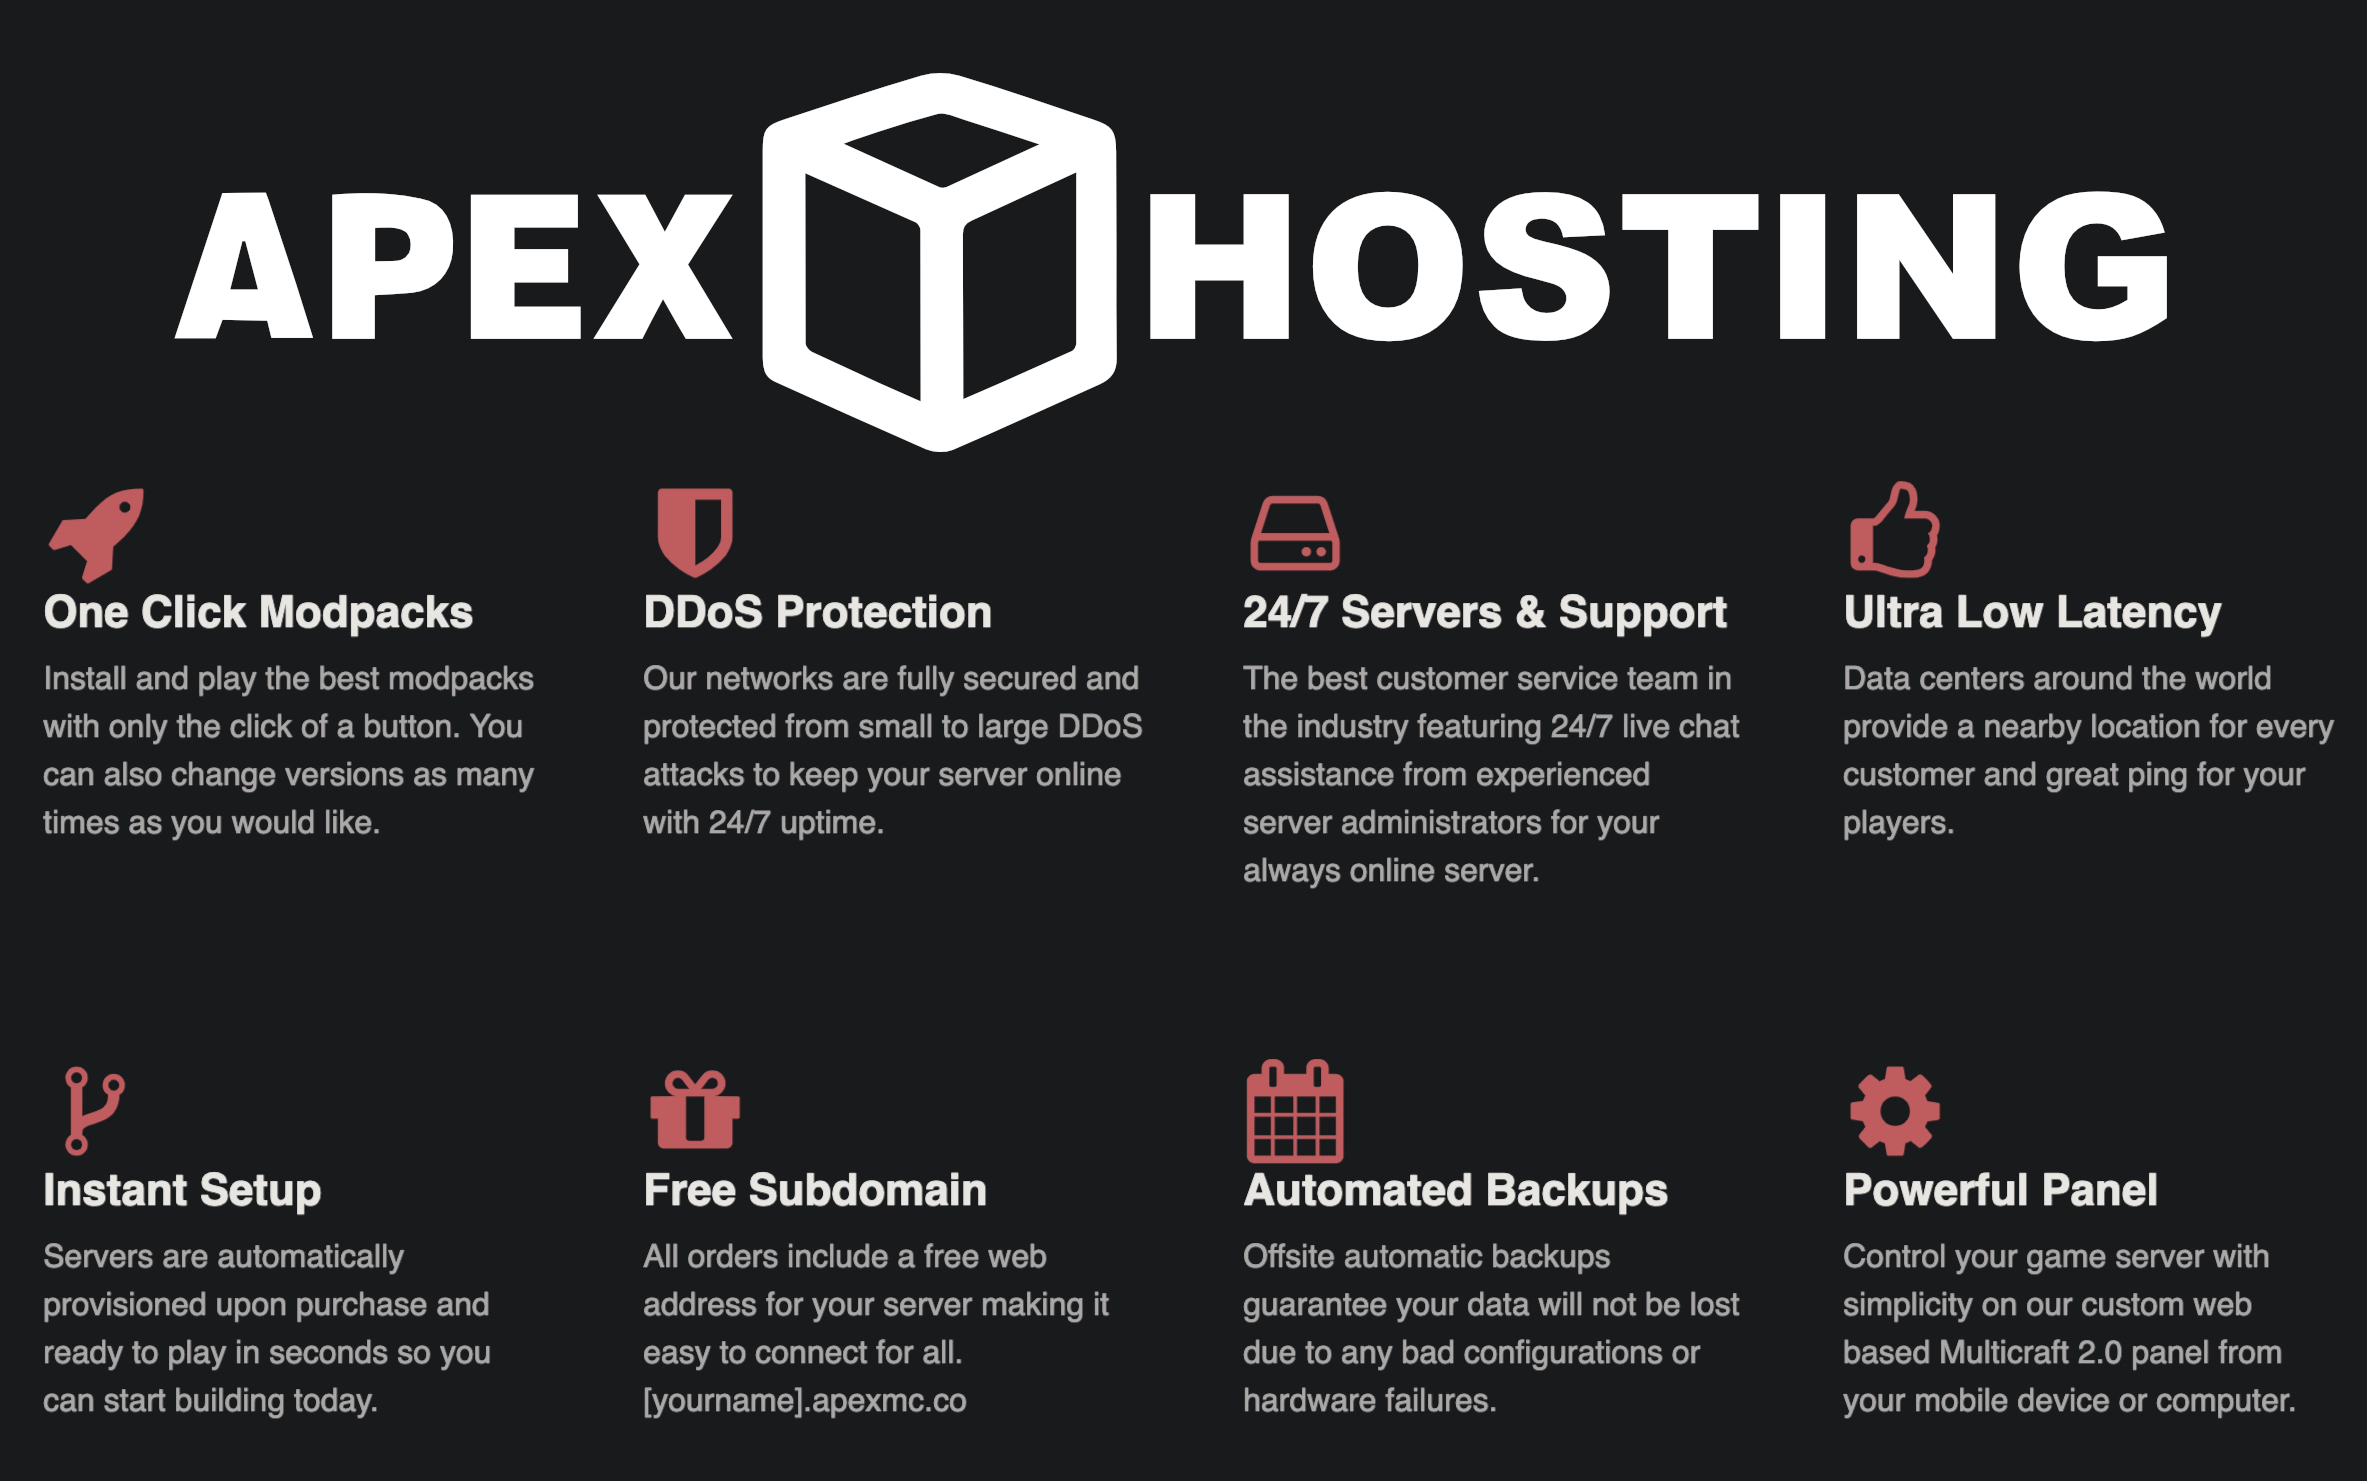 APEX HOSTING
One Click Modpacks
Install and play the best modpacks
with only the click of a button. You
can also change versions as many
times as you would like.
DDoS Protection
Our networks are fully secured and
protected from small to large DDoS
attacks to keep your server online
with 24/7 uptime.
24/7 Servers & Support
The best customer service team in
the industry featuring 24/7 live chat
assistance from experienced
server administrators for your
always online server.
Ultra Low Latency
Data centers around the world
provide a nearby location for every
customer and great ping for your
players.
Instant Setup
Servers are automatically
provisioned upon purchase and
ready to play in seconds so you
can start building today.
Free Subdomain
All orders include a free web
address for your server making it
easy to connect for all.
[yourname].apexmc.co
Automated Backups
Offsite automatic backups
guarantee your data will not be lost
due to any bad configurations or
hardware failures.
Powerful Panel
Control your game server with
simplicity on our custom web
based Multicraft 2.0 panel from
your mobile device or computer.